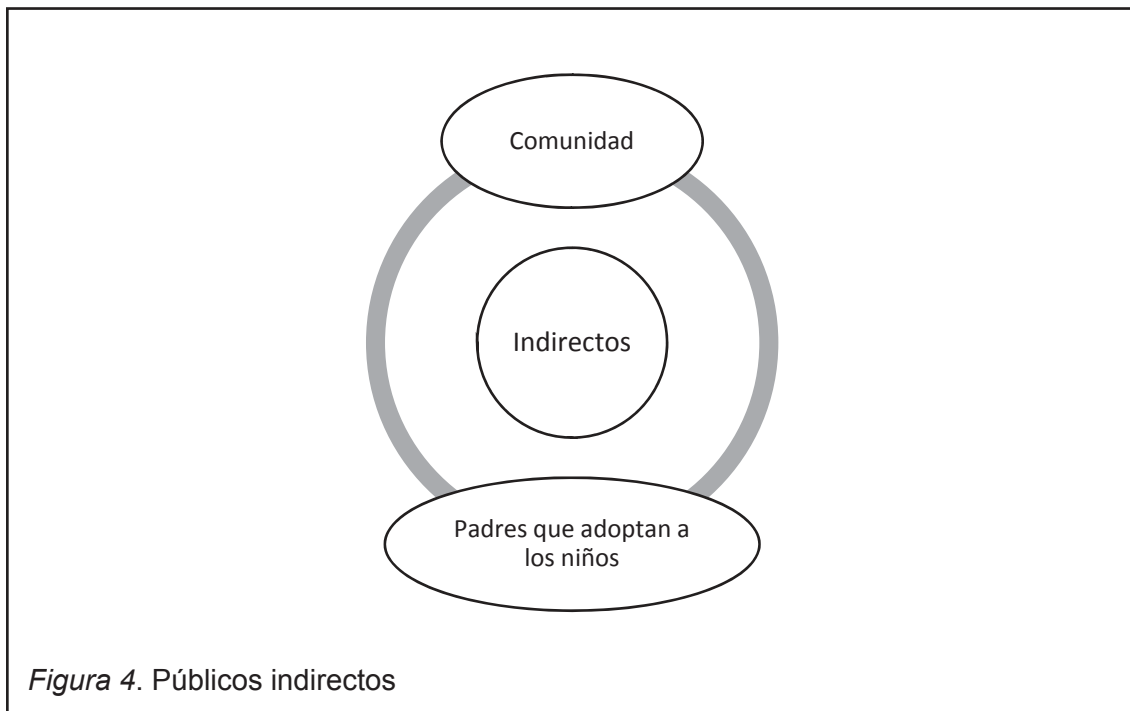 Comunidad
Indirectos
Padres que adoptan a
los niños
Figura 4. Públicos indirectos